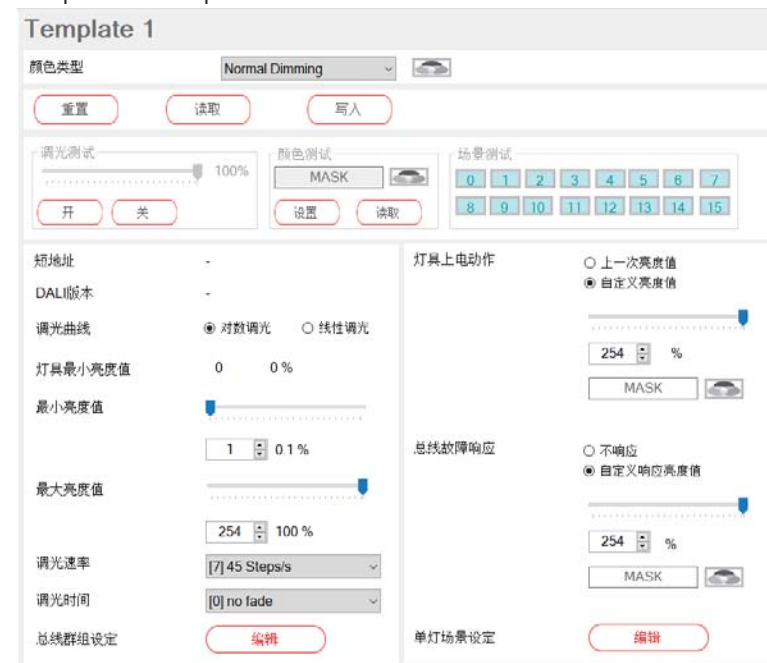 Template 1
颜色类型 Normal Dimming
重置 读取 写入
调光测试 颜色测试 场景测试
100% MASK 0 1 2 3 4 5 6 7
开 关 设置 读取 8 9 10 11 12 13 14 15
短地址 -
DALI版本 -
调光曲线 对数调光 线性调光
灯具最小亮度值 0 0 %
最小亮度值
1 0.1 %
最大亮度值
254 100 %
调光速率 [7] 45 Steps/s
调光时间 [0] no fade
总线群组设定 编辑
灯具上电动作 上一次亮度值
自定义亮度值
254 %
MASK
总线故障响应 不响应
自定义响应亮度值
254 %
MASK
单灯场景设定 编辑